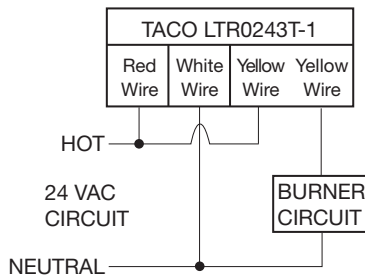 TACO LTR0243T-1
Red Wire White Wire Yellow Wire Yellow Wire
HOT
24 VAC
CIRCUIT
BURNER
CIRCUIT
NEUTRAL